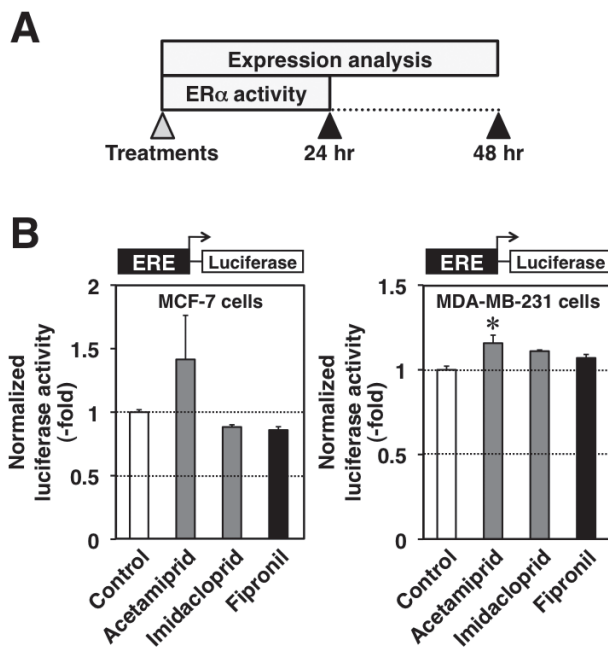 A
Expression analysis
ERα activity
Treatments 24 hr 48 hr
B
ERE Luciferase
MCF-7 cells
Normalized
luciferase activity
(-fold)
2
1.5
1
0.5
0
Control
Acetamiprid
Imidacloprid
Fipronil
ERE Luciferase
MDA-MB-231 cells
*
Normalized
luciferase activity
(-fold)
1.5
1
0.5
0
Control
Acetamiprid
Imidacloprid
Fipronil